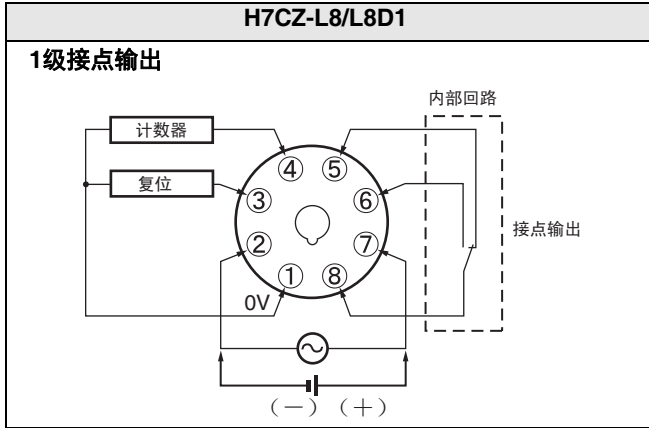 H7CZ-L8/L8D1
1级接点输出
内部回路
计数器
复位
接点输出
④ ⑤
③ ⑥
② ⑦
① ⑧
0V
(－) (＋)